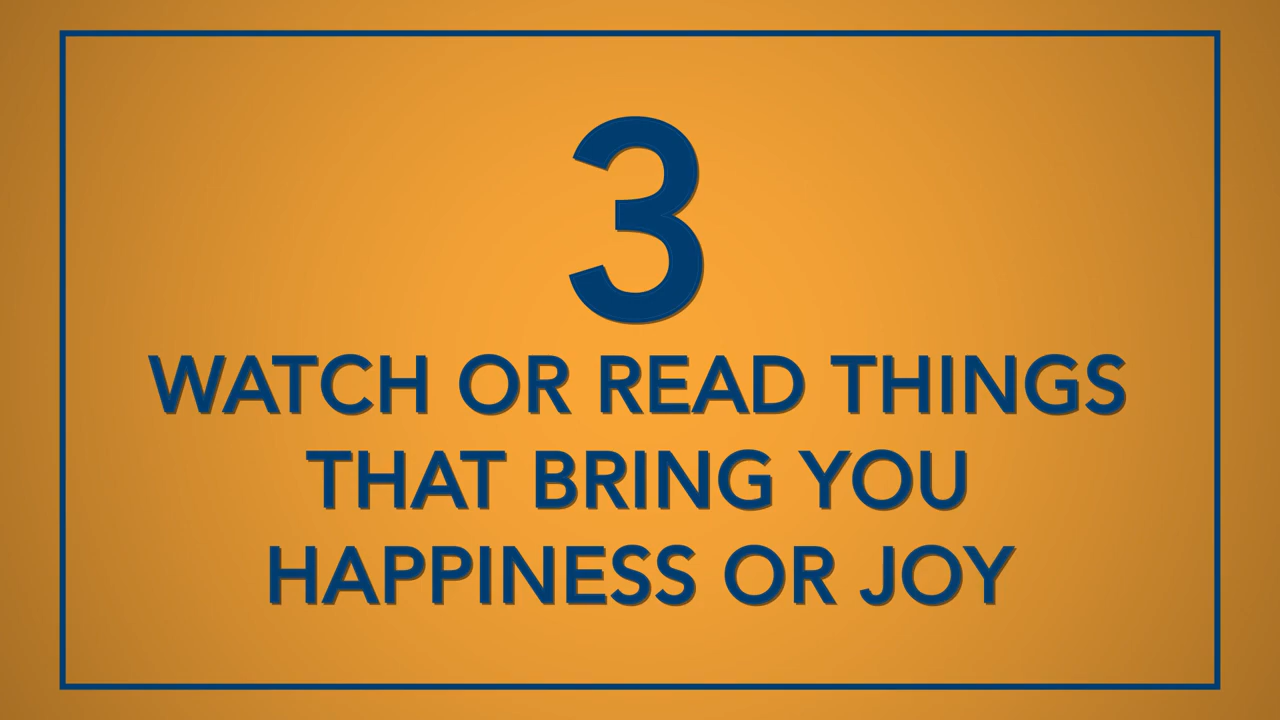 3
WATCH OR READ THINGS
THAT BRING YOU
HAPPINESS OR JOY